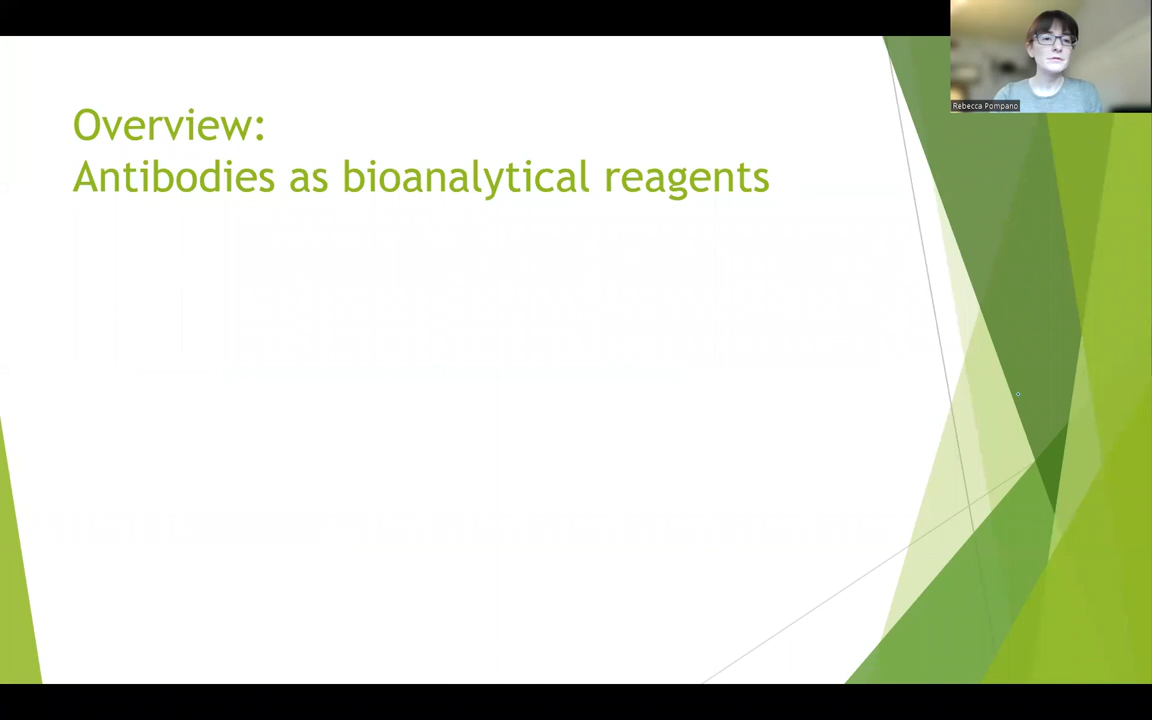 Overview:
Antibodies as bioanalytical reagents
Rebecca Pompano